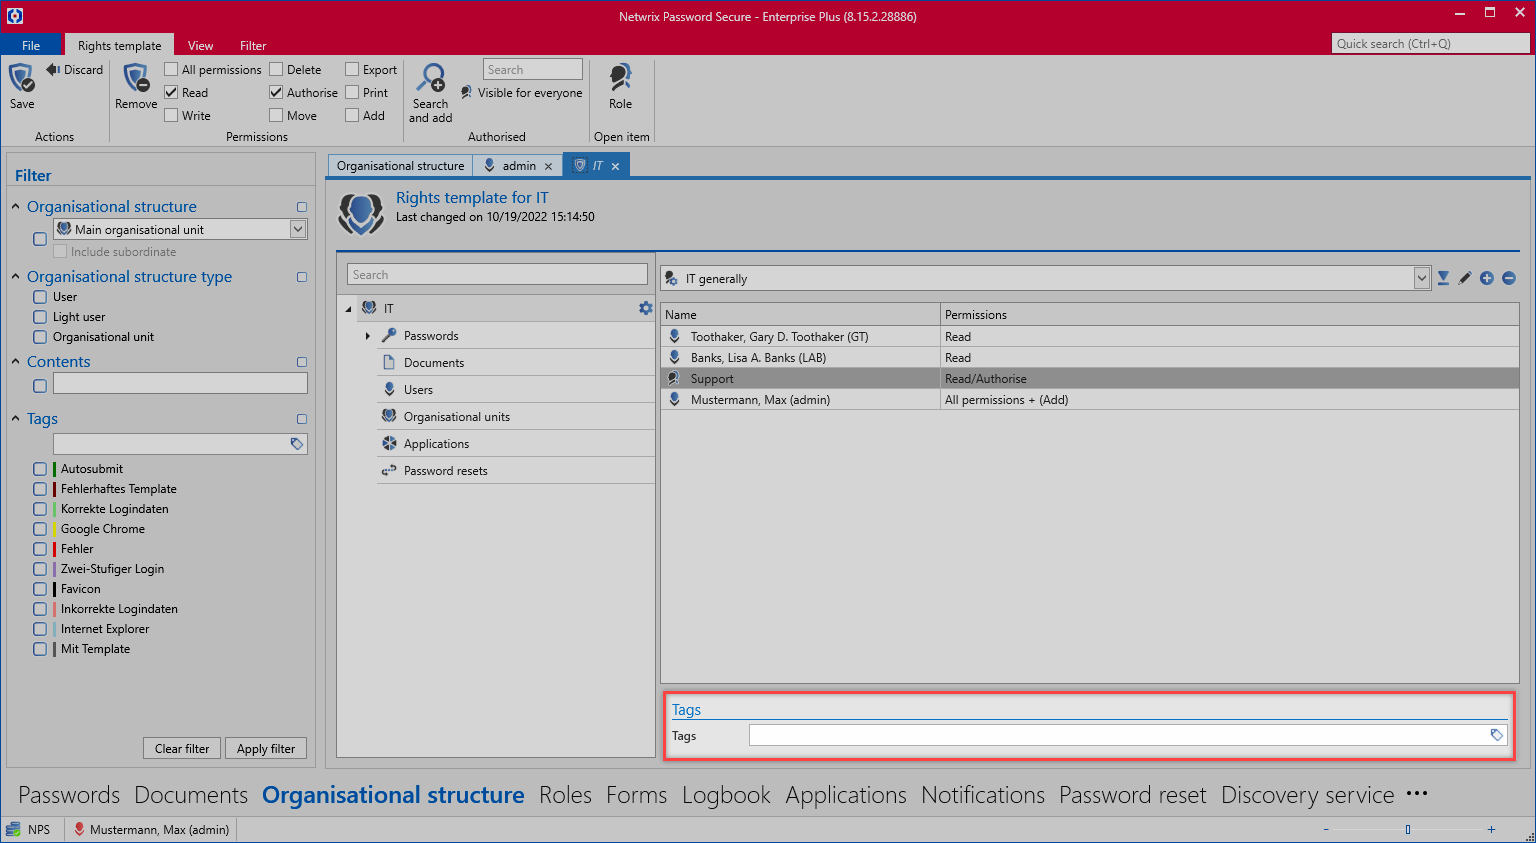 Netwrix Password Secure - Enterprise Plus (8.15.2.28886)
File
Rights template
View
Filter
Quick search (Ctrl+Q)
Save
Discard
Actions
Remove
All permissions
Delete
Export
Read
Authorise
Print
Write
Move
Add
Permissions
Search and add
Search
Visible for everyone
Authorised
Role
Open item
Filter
Organisational structure
Main organisational unit
Include subordinate
Organisational structure type
User
Light user
Organisational unit
Contents
Tags
Autosubmit
Fehlerhaftes Template
Korrekte Logindaten
Google Chrome
Fehler
Zwei-Stufiger Login
Favicon
Inkorrekte Logindaten
Internet Explorer
Mit Template
Clear filter
Apply filter
Organisational structure
admin
IT
Rights template for IT
Last changed on 10/19/2022 15:14:50
Search
IT
Passwords
Documents
Users
Organisational units
Applications
Password resets
IT generally
Name Permissions
Toothaker, Gary D. Toothaker (GT) Read
Banks, Lisa A. Banks (LAB) Read
Support Read/Authorise
Mustermann, Max (admin) All permissions + (Add)
Tags
Tags
Passwords Documents Organisational structure Roles Forms Logbook Applications Notifications Password reset Discovery service ···
NPS
Mustermann, Max (admin)
- +